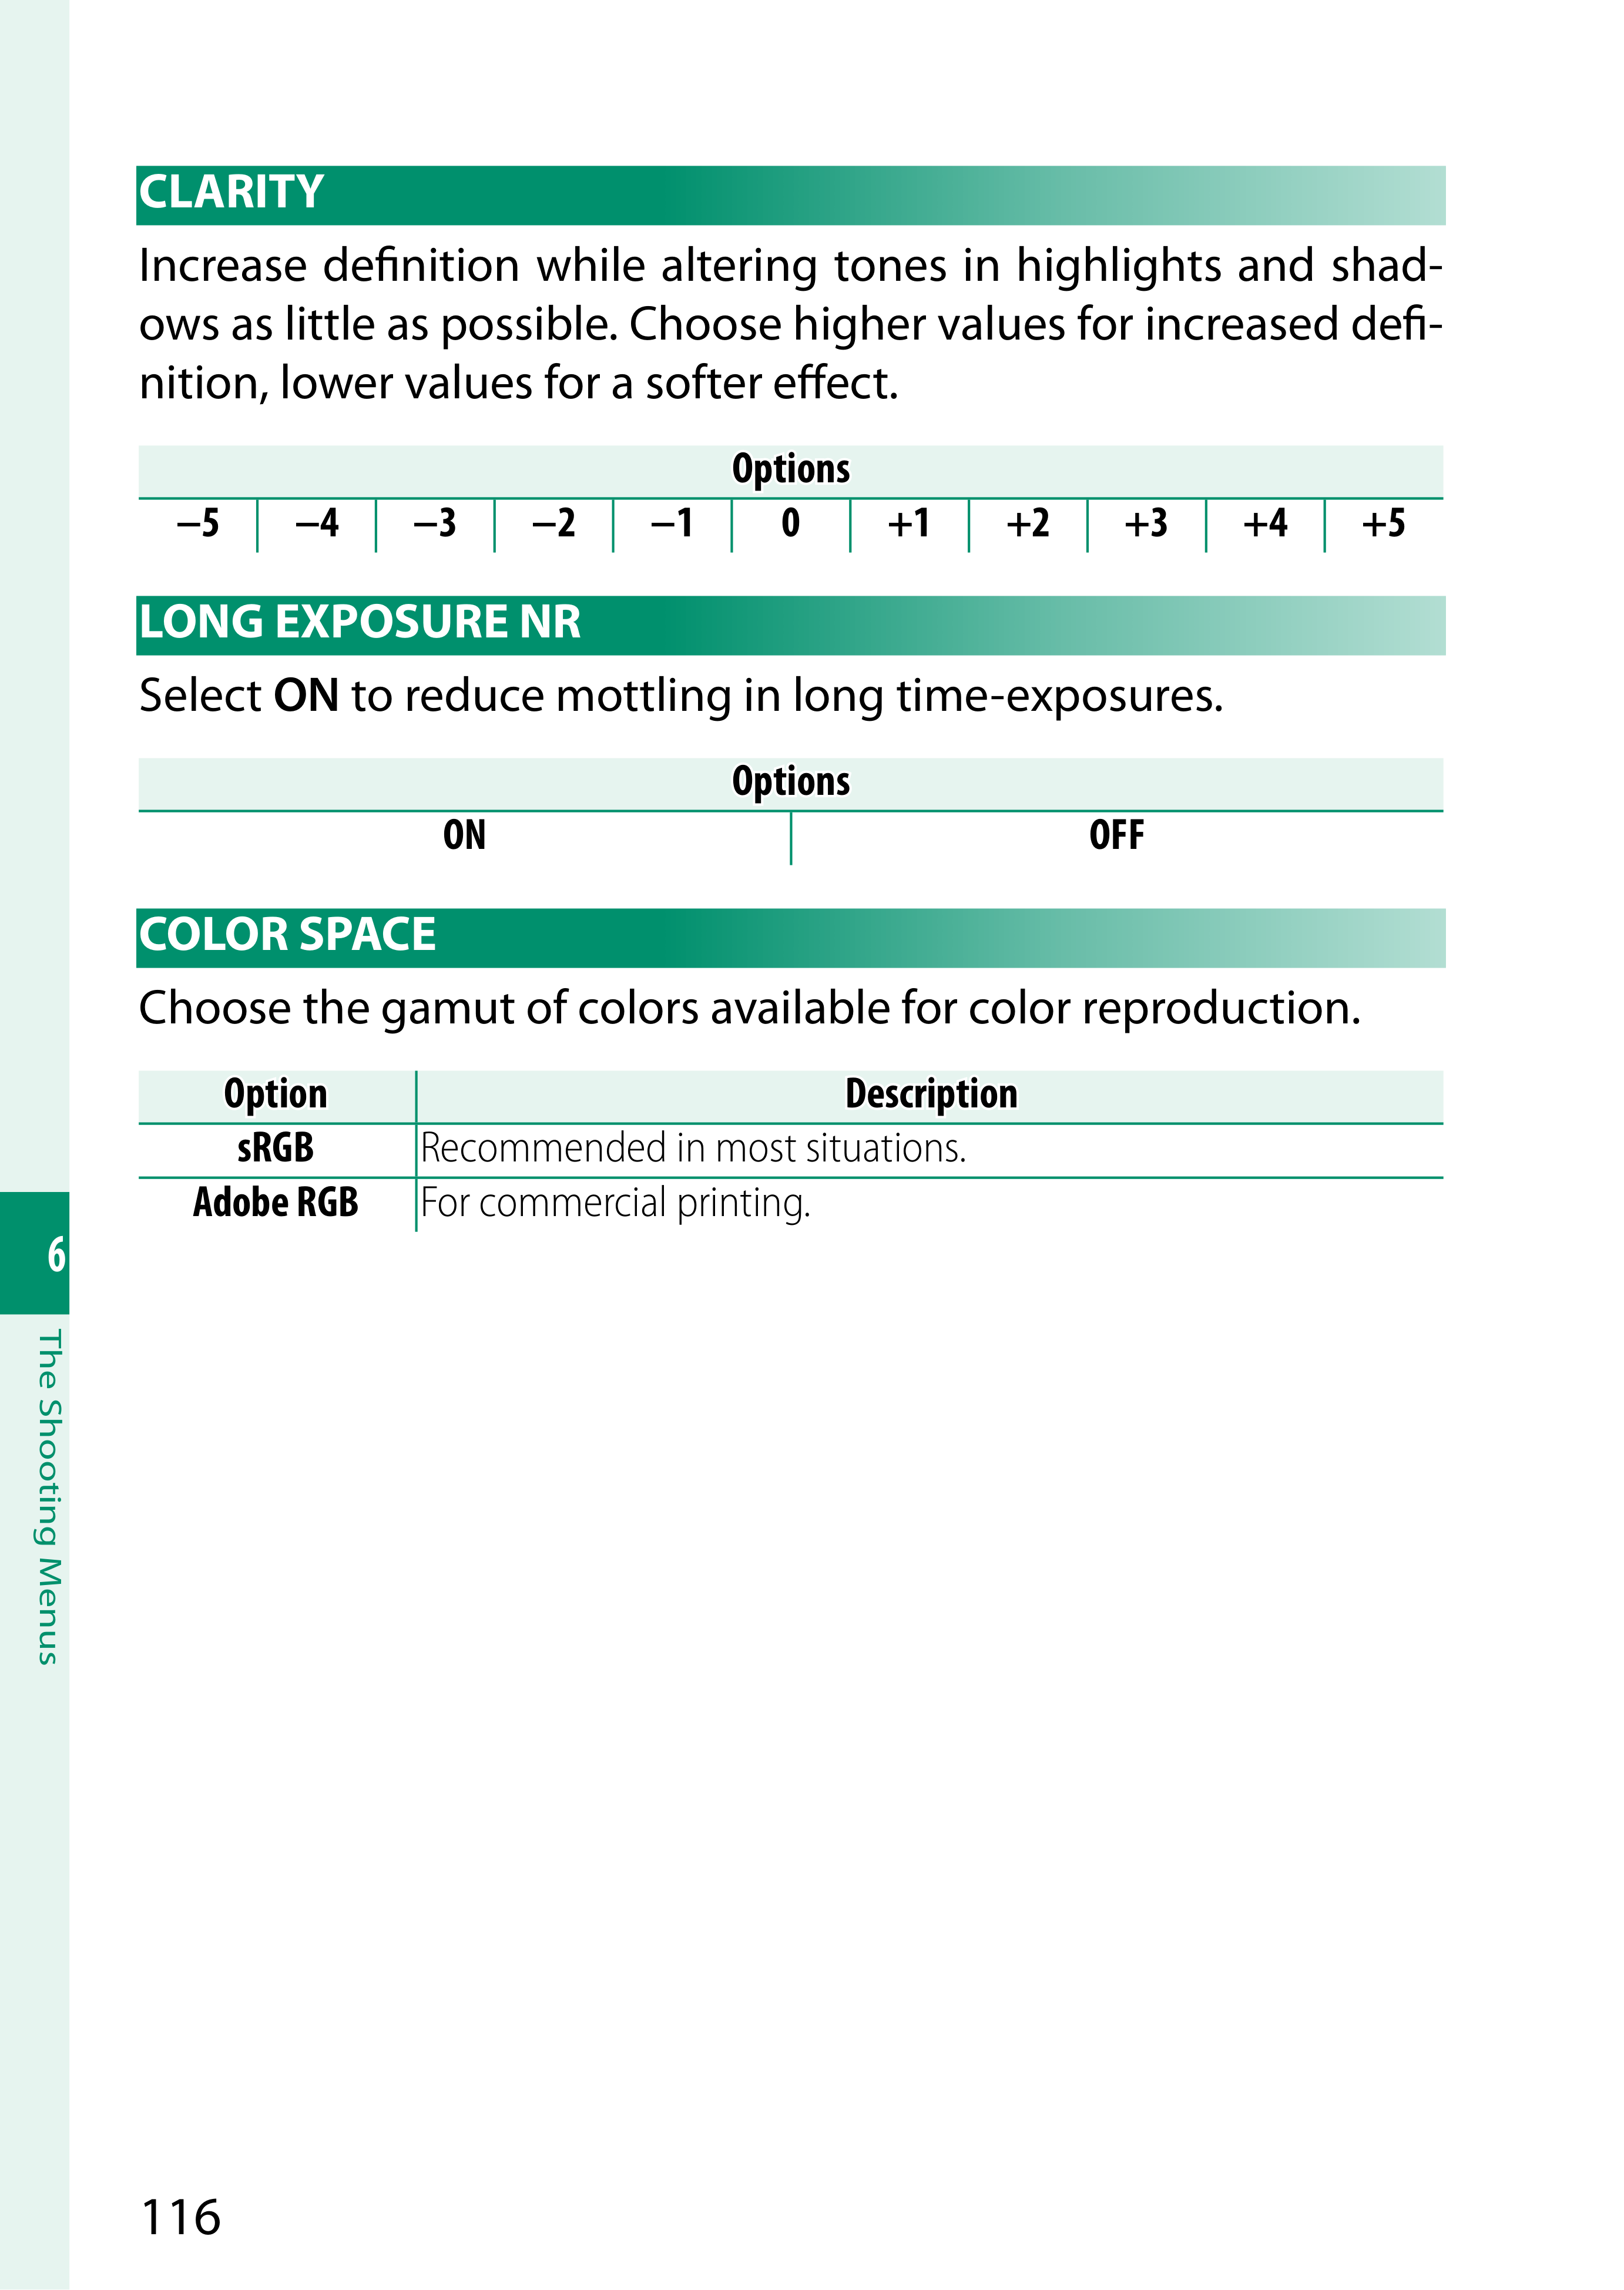 CLARITY
Increase definition while altering tones in highlights and shad-
ows as little as possible. Choose higher values for increased defi-
nition, lower values for a softer effect.
Options
–5 –4 –3 –2 –1 0 +1 +2 +3 +4 +5
LONG EXPOSURE NR
Select ON to reduce mottling in long time-exposures.
Options
ON OFF
COLOR SPACE
Choose the gamut of colors available for color reproduction.
Option Description
sRGB Recommended in most situations.
Adobe RGB For commercial printing.
6
The Shooting Menus
116